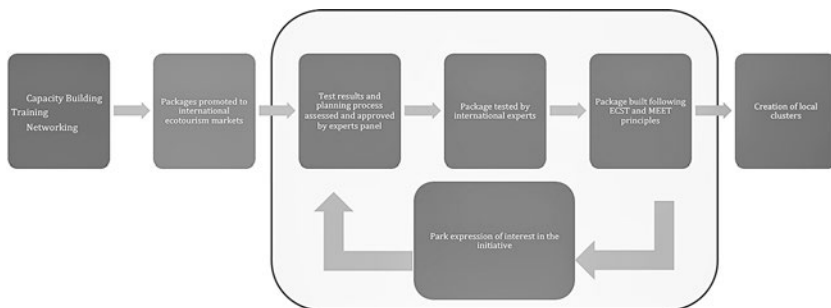 Capacity Building
Training
Networking
Packages promoted to
international
ecotourism markets
Test results and
planning process
assessed and approved
by experts panel
Package tested by
international experts
Package built following
ECST and MEET
principles
Creation of local
clusters
Park expression of interest in the
initiative